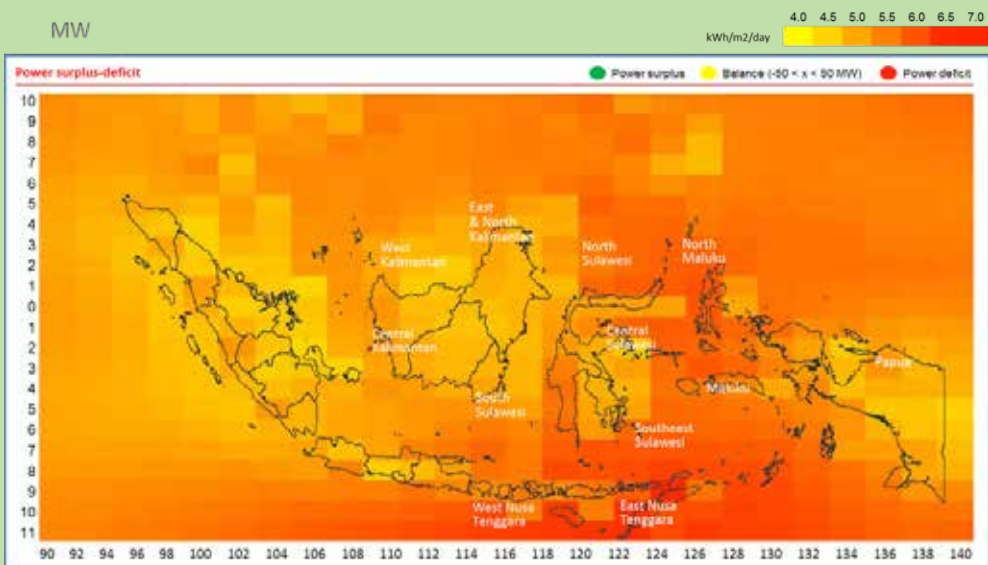 MW
4.0 4.5 5.0 5.5 6.0 6.5 7.0
kWh/m2/day
Power surplus-deficit
Power surplus
Balance (-50 < x < 50 MW)
Power deficit
10
9
8
7
6
5
4
3
2
1
0
1
2
3
4
5
6
7
8
9
10
11
East
& North
Kalimantan
West
Kalimantan
North
Sulawesi
North
Maluku
Central
Kalimantan
Central
Sulawesi
Papua
Maluku
South
Sulawesi
Southeast
Sulawesi
West Nusa
Tenggara
East Nusa
Tenggara
90 92 94 96 98 100 102 104 106 108 110 112 114 116 118 120 122 124 126 128 130 132 134 136 138 140